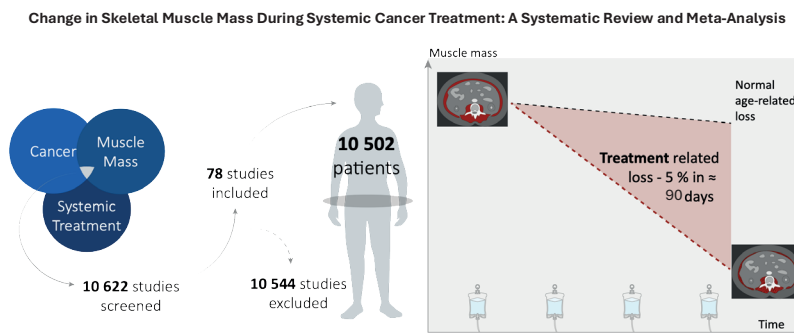 Change in Skeletal Muscle Mass During Systemic Cancer Treatment: A Systematic Review and Meta-Analysis
Cancer
Muscle
Mass
Systemic
Treatment
10 622 studies
screened
78 studies
included
10 544 studies
excluded
10 502
patients
Muscle mass
Normal
age-related
loss
Treatment related
loss - 5 % in ≈
90 days
Time